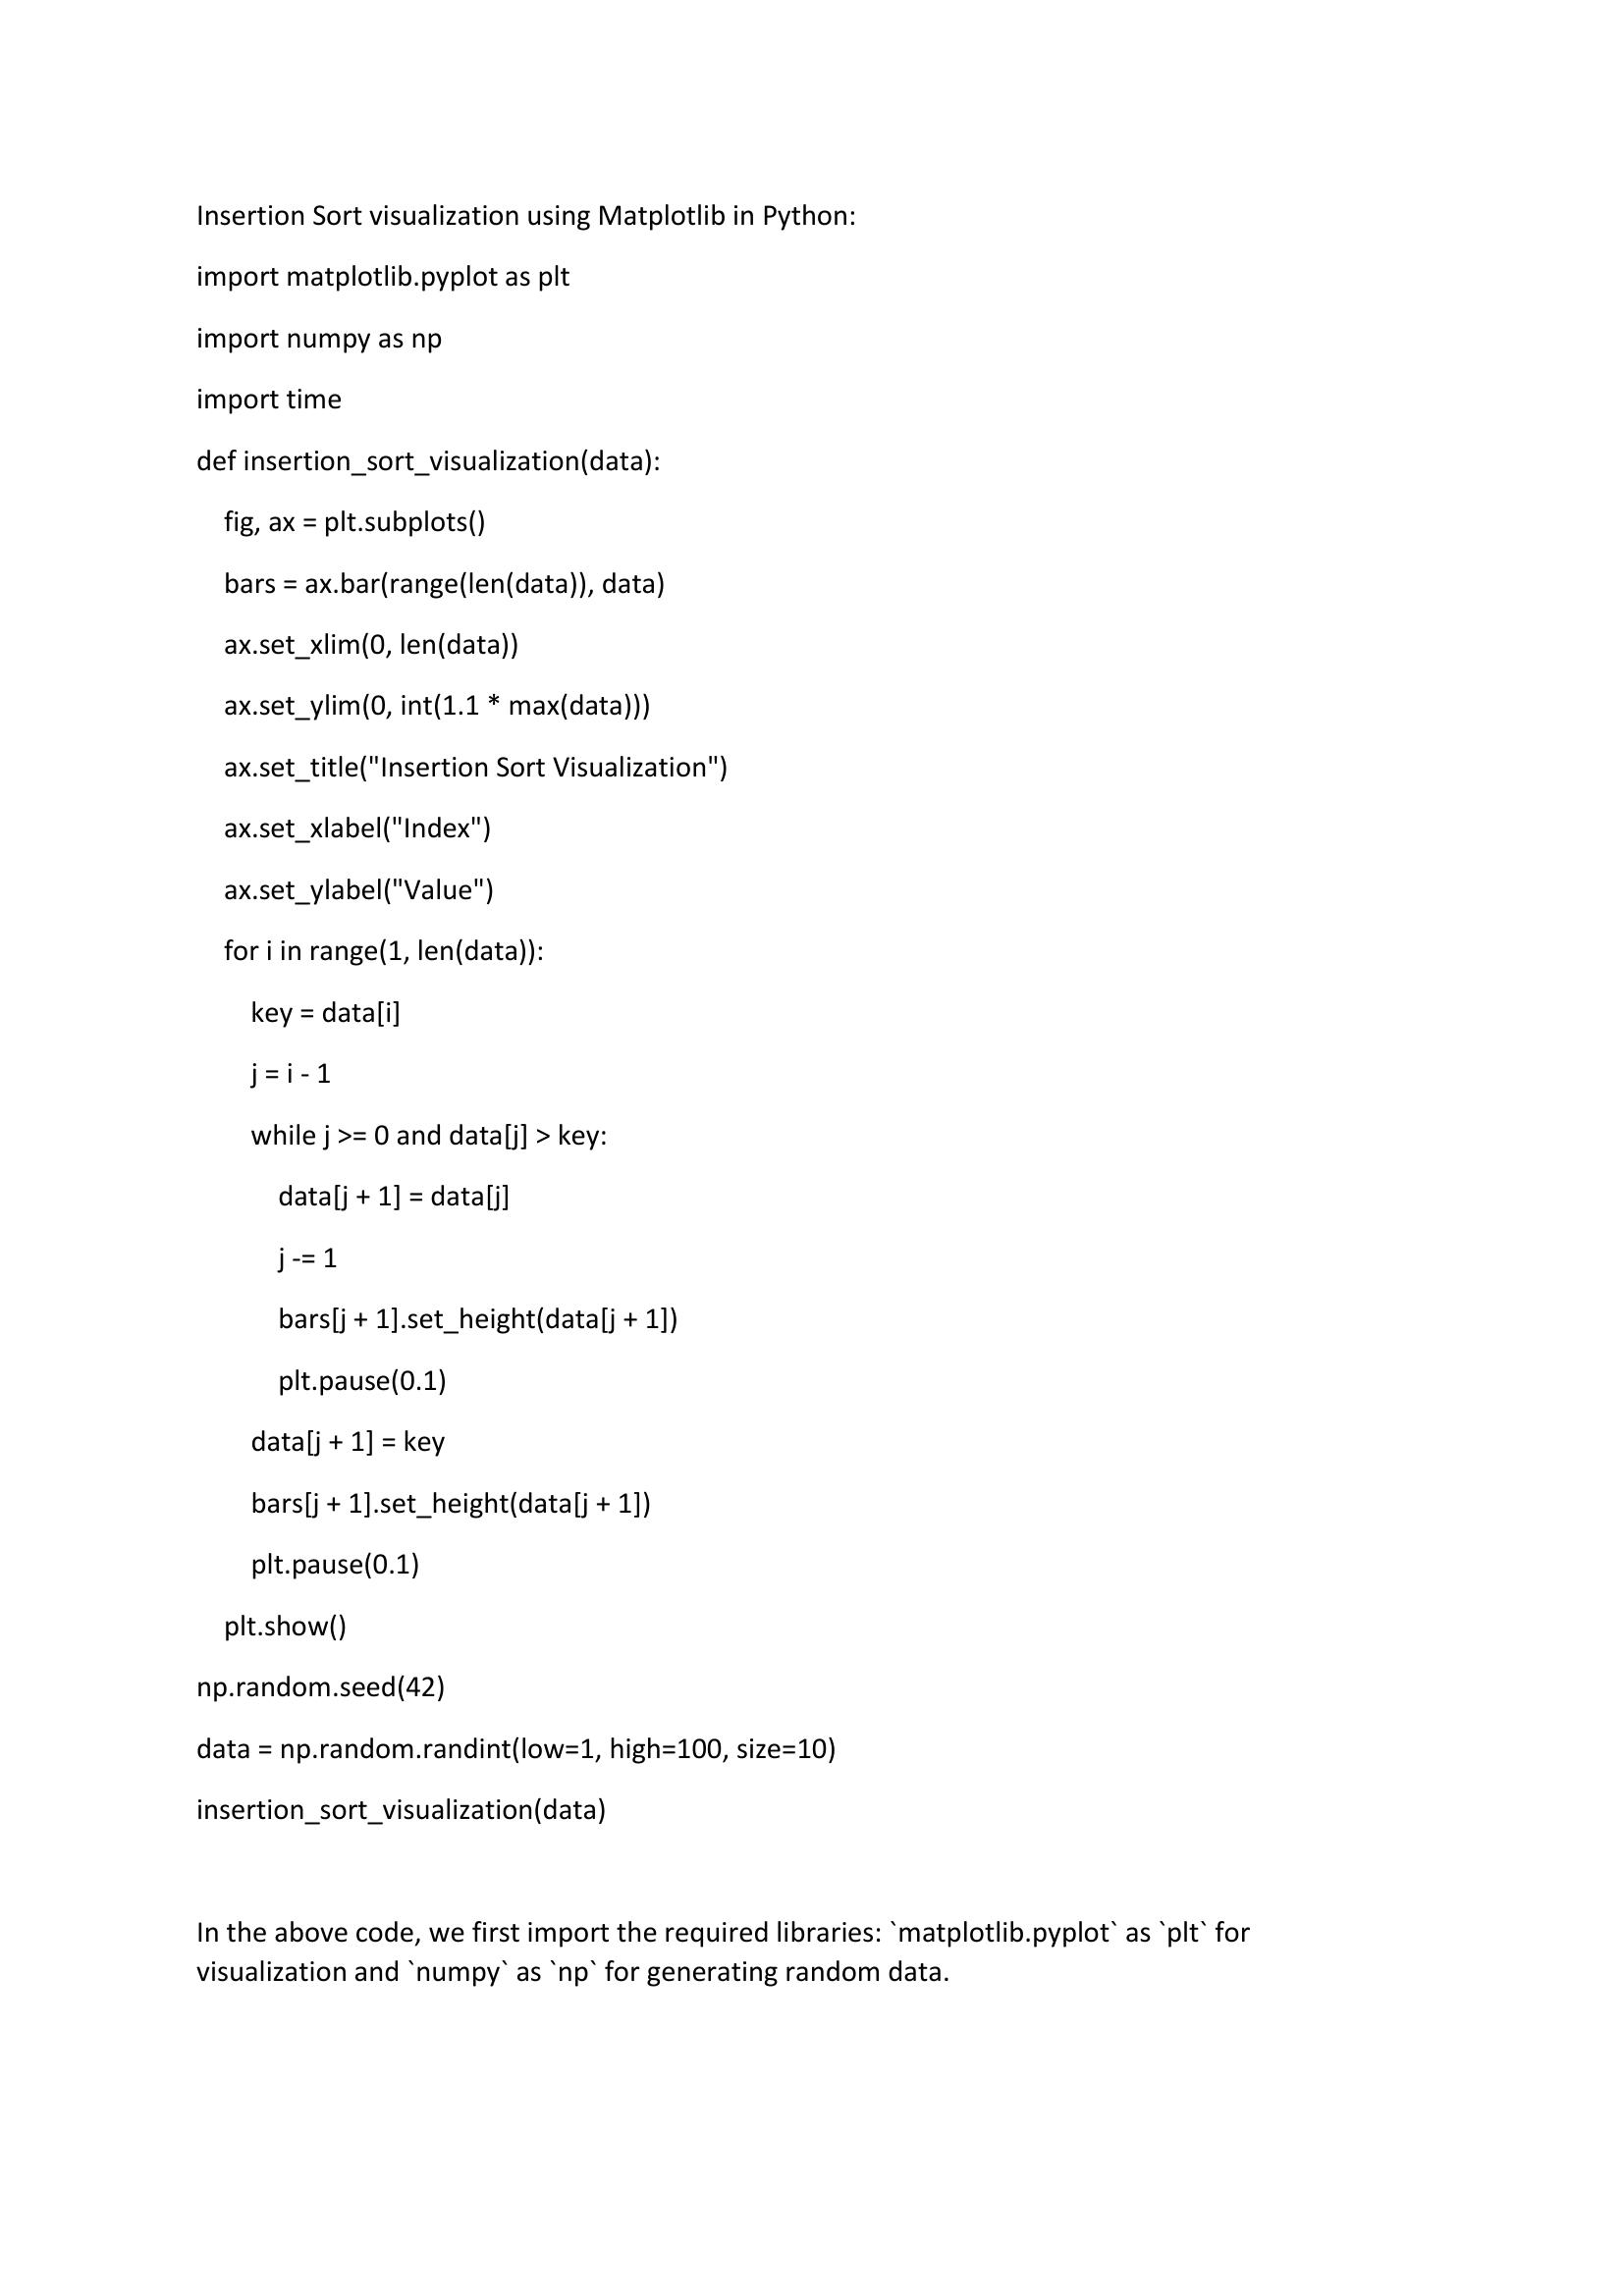 Insertion Sort visualization using Matplotlib in Python:
import matplotlib.pyplot as plt
import numpy as np
import time
def insertion_sort_visualization(data):
    fig, ax = plt.subplots()
    bars = ax.bar(range(len(data)), data)
    ax.set_xlim(0, len(data))
    ax.set_ylim(0, int(1.1 * max(data)))
    ax.set_title("Insertion Sort Visualization")
    ax.set_xlabel("Index")
    ax.set_ylabel("Value")
    for i in range(1, len(data)):
        key = data[i]
        j = i - 1
        while j >= 0 and data[j] > key:
            data[j + 1] = data[j]
            j -= 1
            bars[j + 1].set_height(data[j + 1])
            plt.pause(0.1)
        data[j + 1] = key
        bars[j + 1].set_height(data[j + 1])
        plt.pause(0.1)
    plt.show()
np.random.seed(42)
data = np.random.randint(low=1, high=100, size=10)
insertion_sort_visualization(data)
In the above code, we first import the required libraries: `matplotlib.pyplot` as `plt` for
visualization and `numpy` as `np` for generating random data.